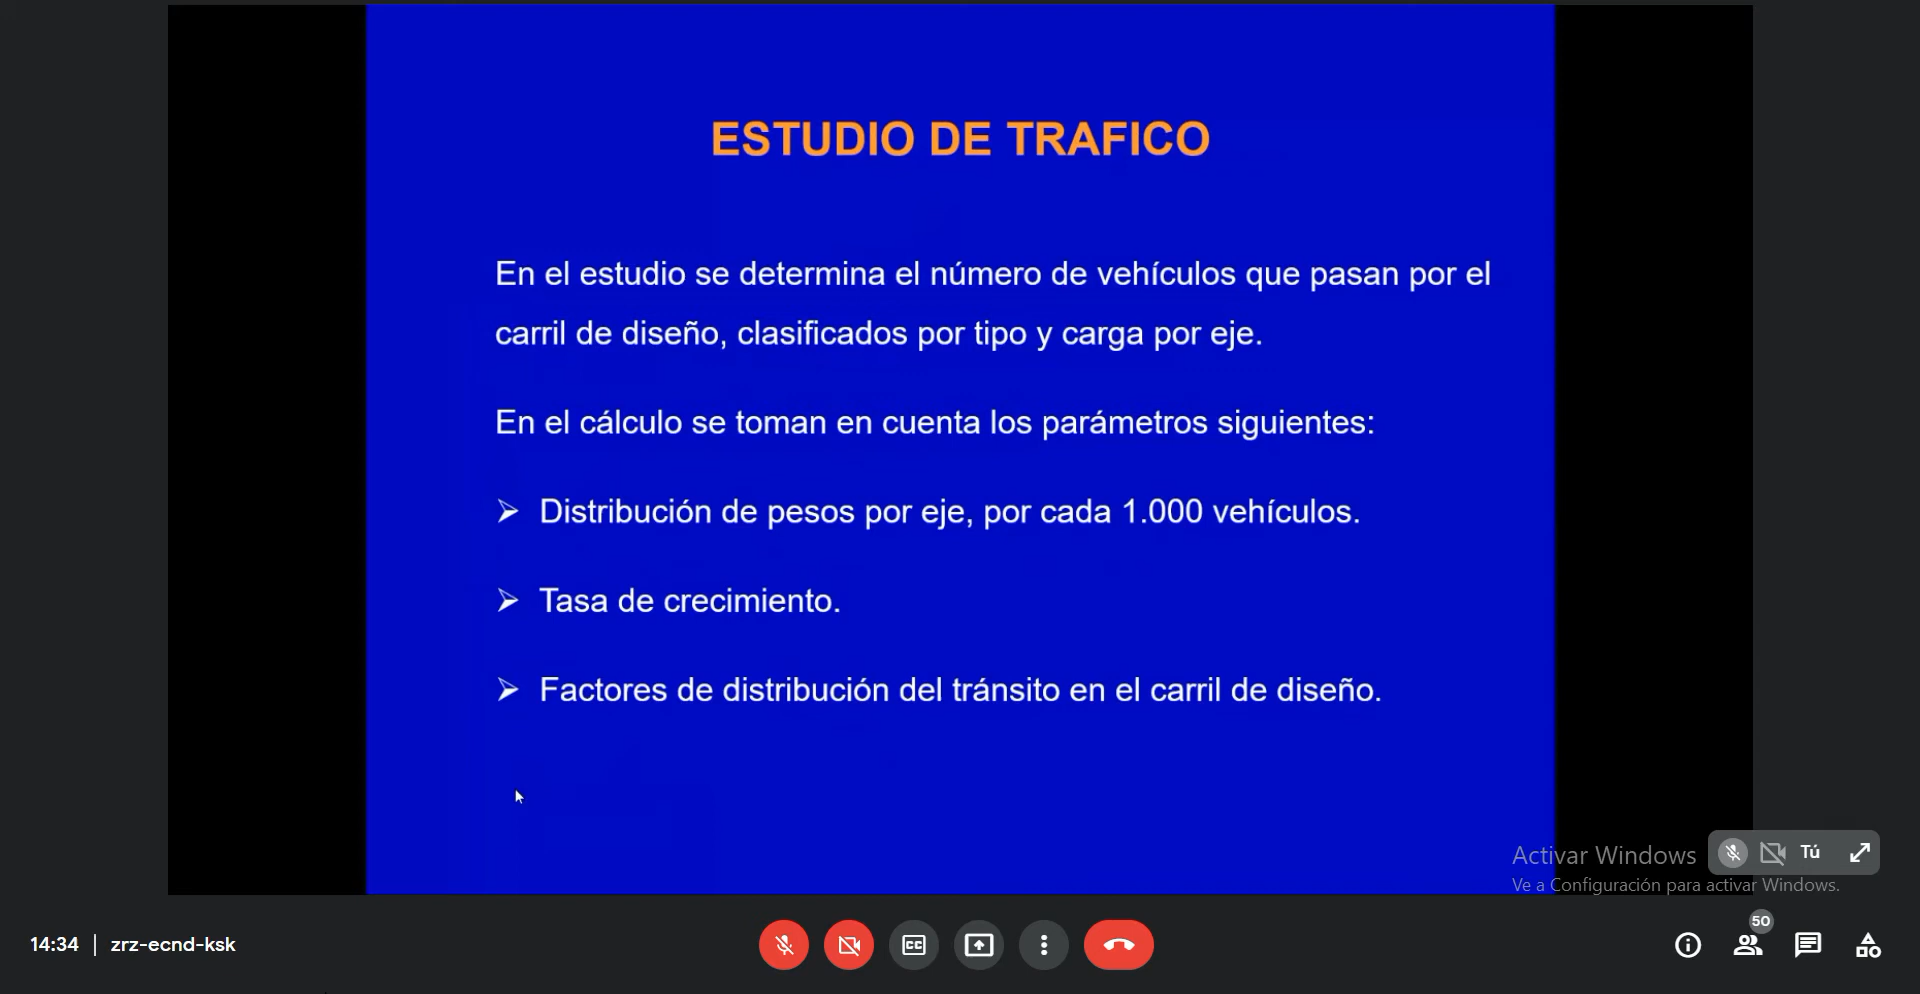 ESTUDIO DE TRAFICO
En el estudio se determina el número de vehículos que pasan por el
carril de diseño, clasificados por tipo y carga por eje.
En el cálculo se toman en cuenta los parámetros siguientes:
➢ Distribución de pesos por eje, por cada 1.000 vehículos.
➢ Tasa de crecimiento.
➢ Factores de distribución del tránsito en el carril de diseño.
Activar Windows
Tú
Ve a Configuración para activar Windows.
14:34 | zrz-ecnd-ksk
CC
50